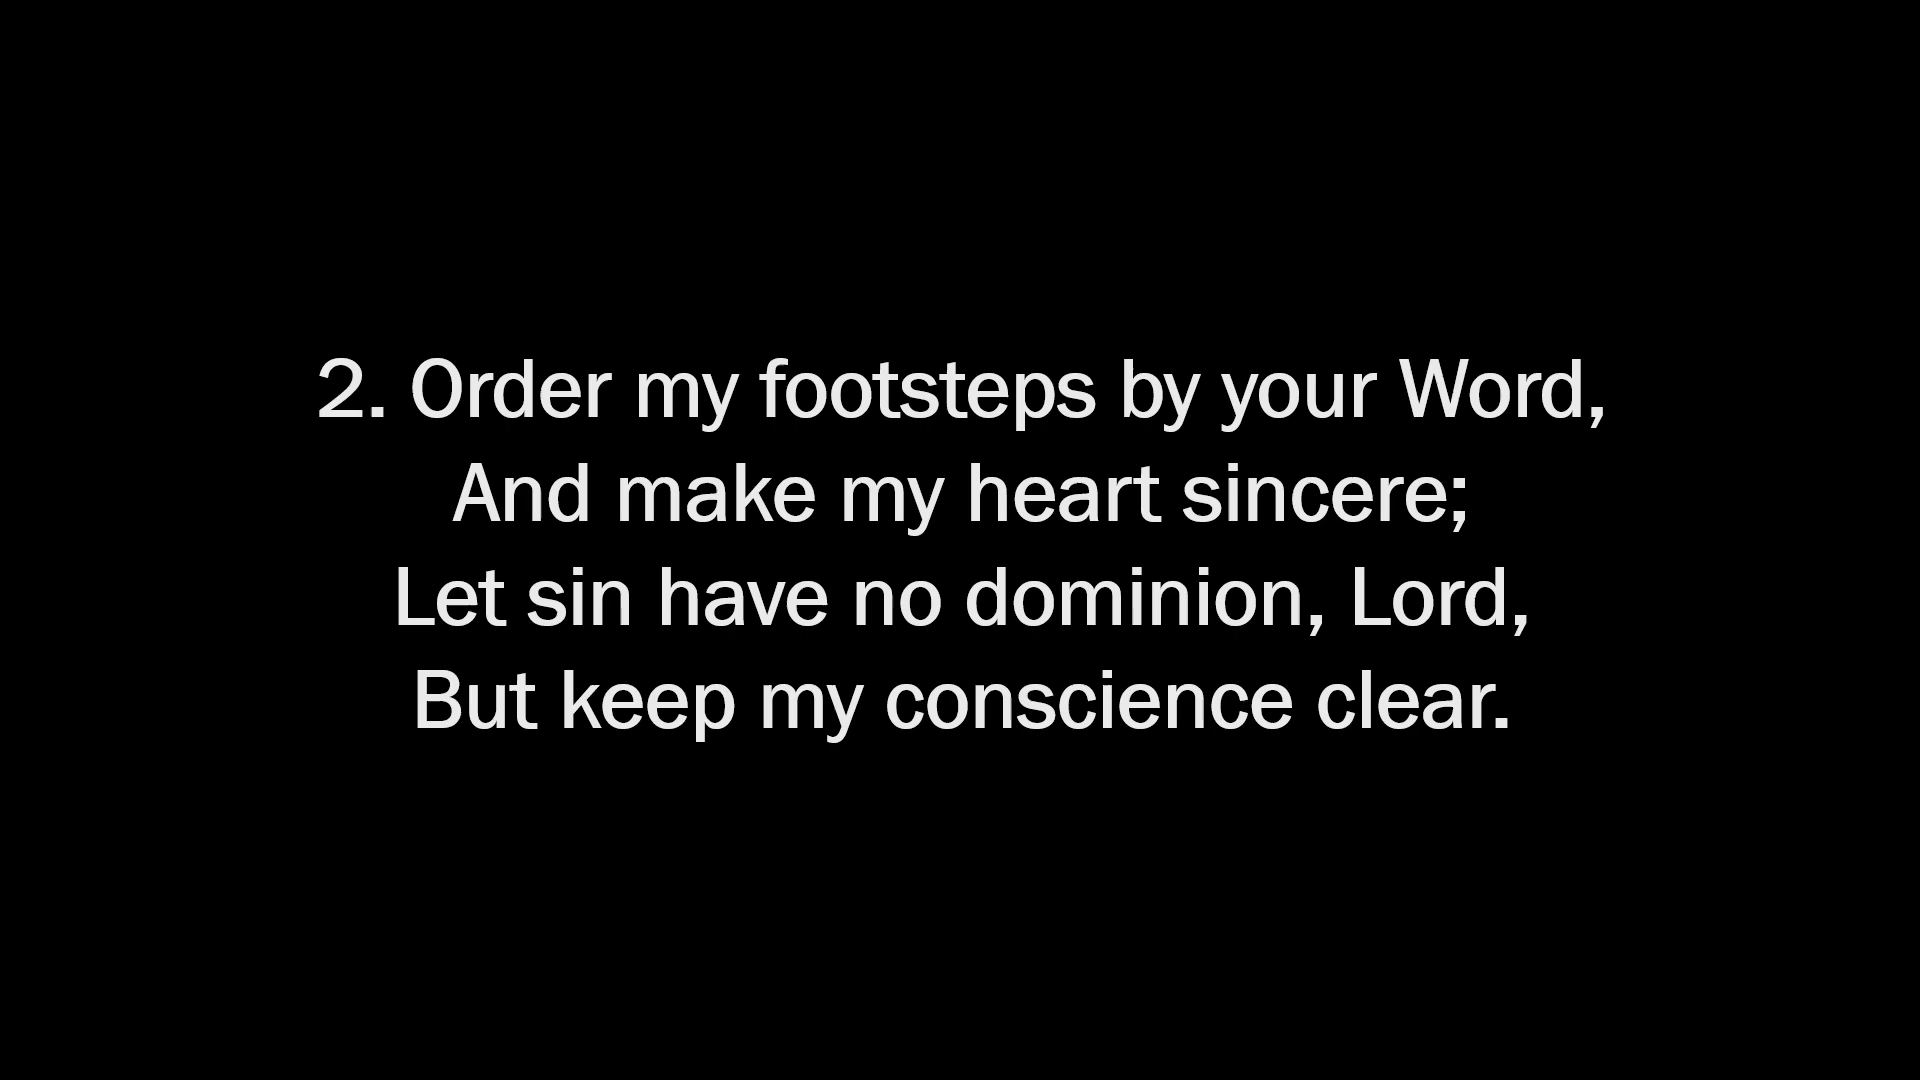 2. Order my footsteps by your Word,
And make my heart sincere;
Let sin have no dominion, Lord,
But keep my conscience clear.